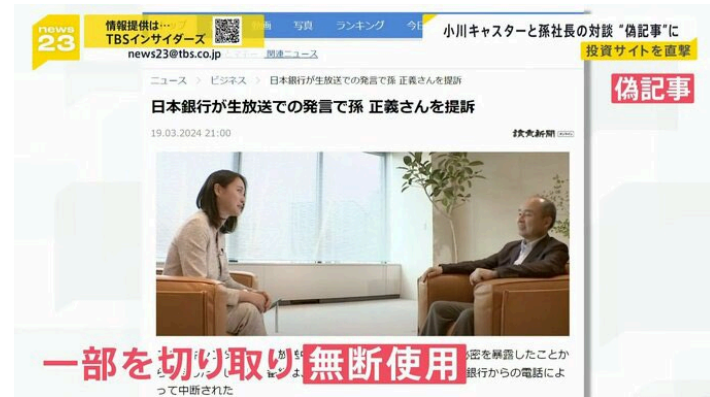 news
23
情報提供は…
TBSインサイダーズ
news23@tbs.co.jp
写真 ランキング
関連ニュース
小川キャスターと孫社長の対談 “偽記事”に
投資サイトを直撃
偽記事
ニュース > ビジネス > 日本銀行が生放送での発言で孫 正義さんを提訴
日本銀行が生放送での発言で孫 正義さんを提訴
19.03.2024 21:00
読売新聞
密を暴露したことか
一部を切り取り 無断使用
銀行からの電話によ
って中断された